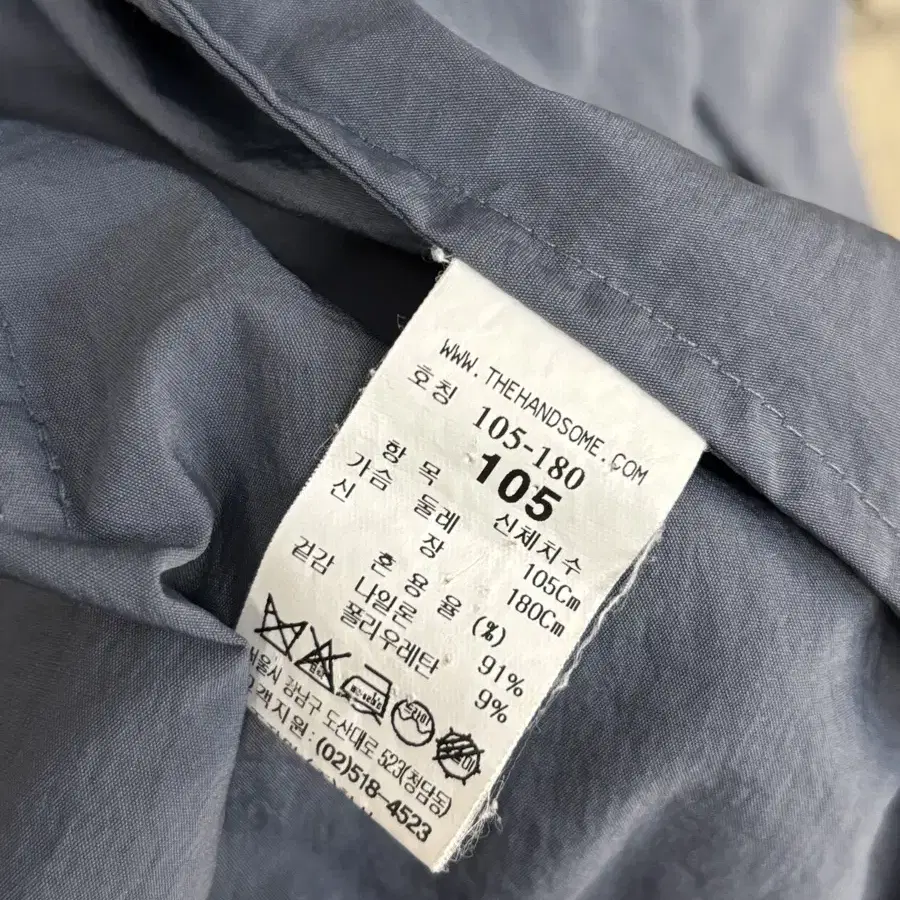 WWW.THEHANDSOME.COM
호칭 105-180
105
항 목 신체치수
가슴 둘레 105Cm
신 장 180Cm
겉감 혼 용 율 (%)
나일론 91%
폴리우레탄 9%
드라이
서울시 강남구 도산대로 523(청담동)
고객지원:(02)518-4523